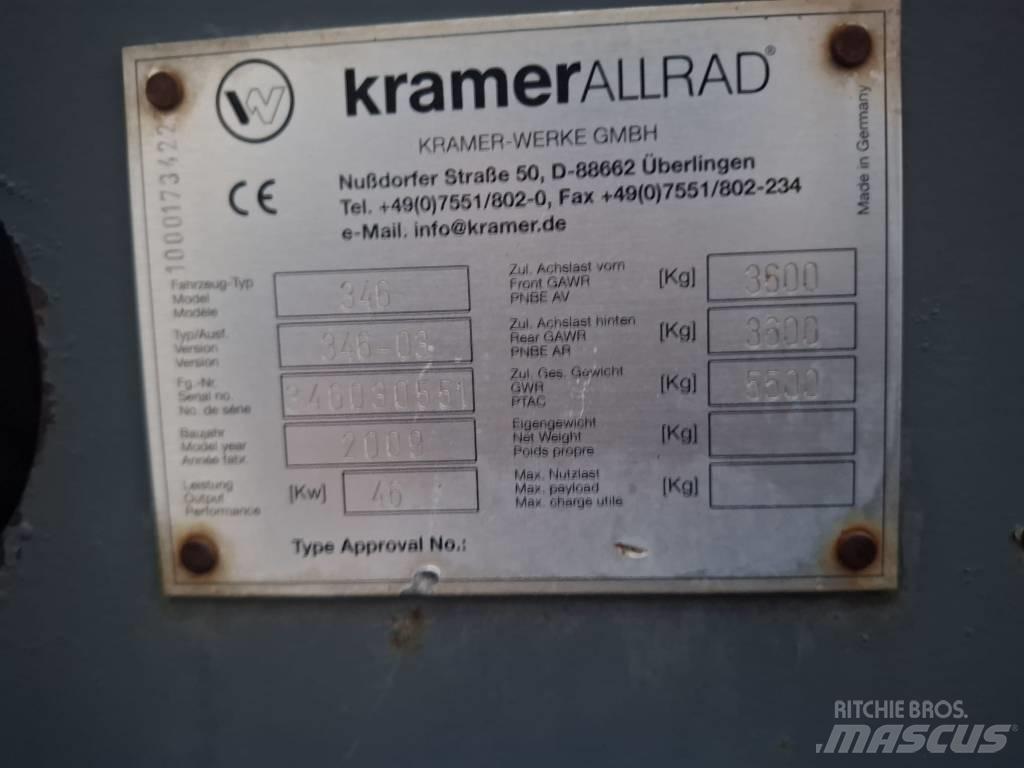 kramerALLRAD®
KRAMER-WERKE GMBH
Nußdorfer Straße 50, D-88662 Überlingen
Tel. +49(0)7551/802-0, Fax +49(0)7551/802-234
e-Mail. info@kramer.de
CE
Made in Germany
1000173422
Fahrzeug-Typ
Model
Modèle
346
Typ/Ausf.
Version
Version
346-03
Fg.-Nr.
Serial no.
No. de série
346030551
Baujahr
Model year
Année fabr.
2009
Leistung
Output
Performance
[Kw]
46
Zul. Achslast vorn
Front GAWR
PNBE AV
[Kg]
3600
Zul. Achslast hinten
Rear GAWR
PNBE AR
[Kg]
3600
Zul. Ges. Gewicht
GWR
PTAC
[Kg]
5500
Eigengewicht
Net Weight
Poids propre
[Kg]
Max. Nutzlast
Max. payload
Max. charge utile
[Kg]
Type Approval No.:
RITCHIE BROS.
MASCUS